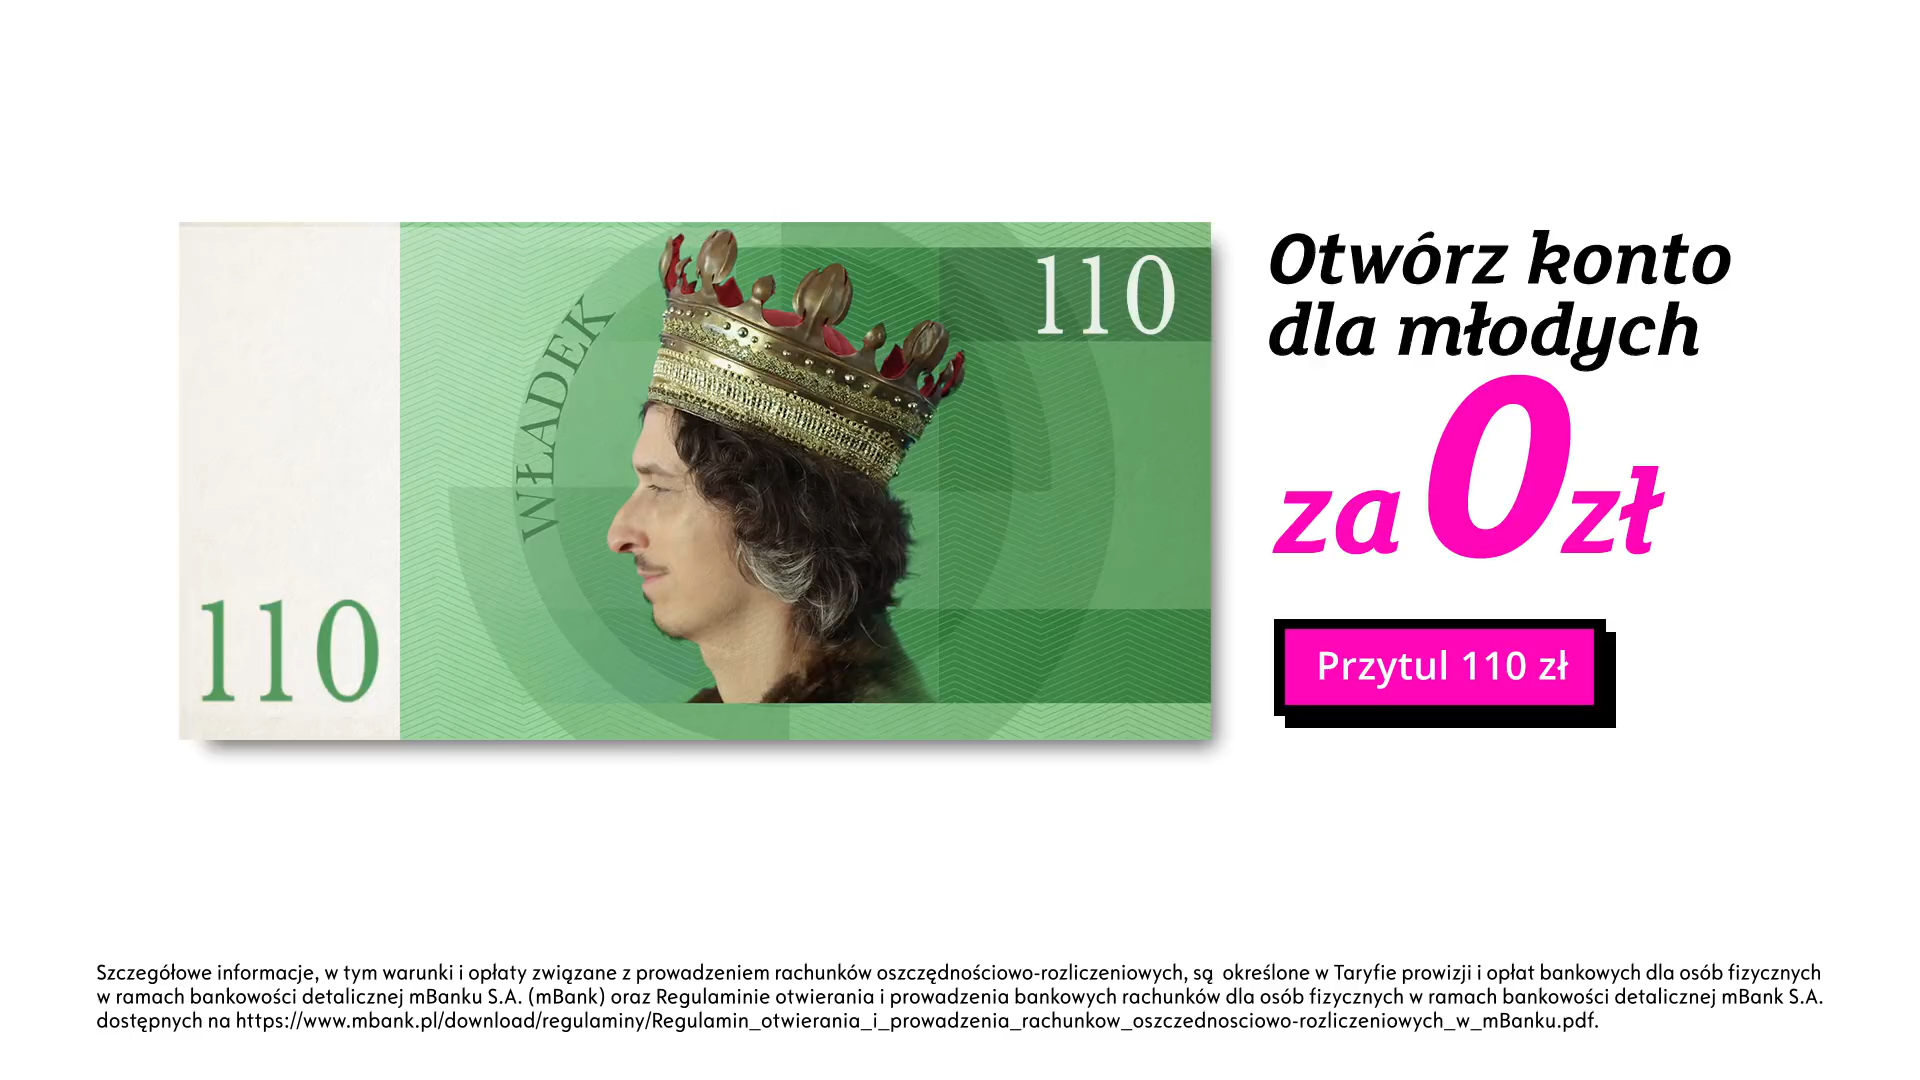 WŁADEK
110
110
Otwórz konto
dla młodych
za 0 zł
Przytul 110 zł
Szczegółowe informacje, w tym warunki i opłaty związane z prowadzeniem rachunków oszczędnościowo-rozliczeniowych, są określone w Taryfie prowizji i opłat bankowych dla osób fizycznych
w ramach bankowości detalicznej mBanku S.A. (mBank) oraz Regulaminie otwierania i prowadzenia bankowych rachunków dla osób fizycznych w ramach bankowości detalicznej mBank S.A.
dostępnych na https://www.mbank.pl/download/regulaminy/Regulamin_otwierania_i_prowadzenia_rachunkow_oszczednosciowo-rozliczeniowych_w_mBanku.pdf.